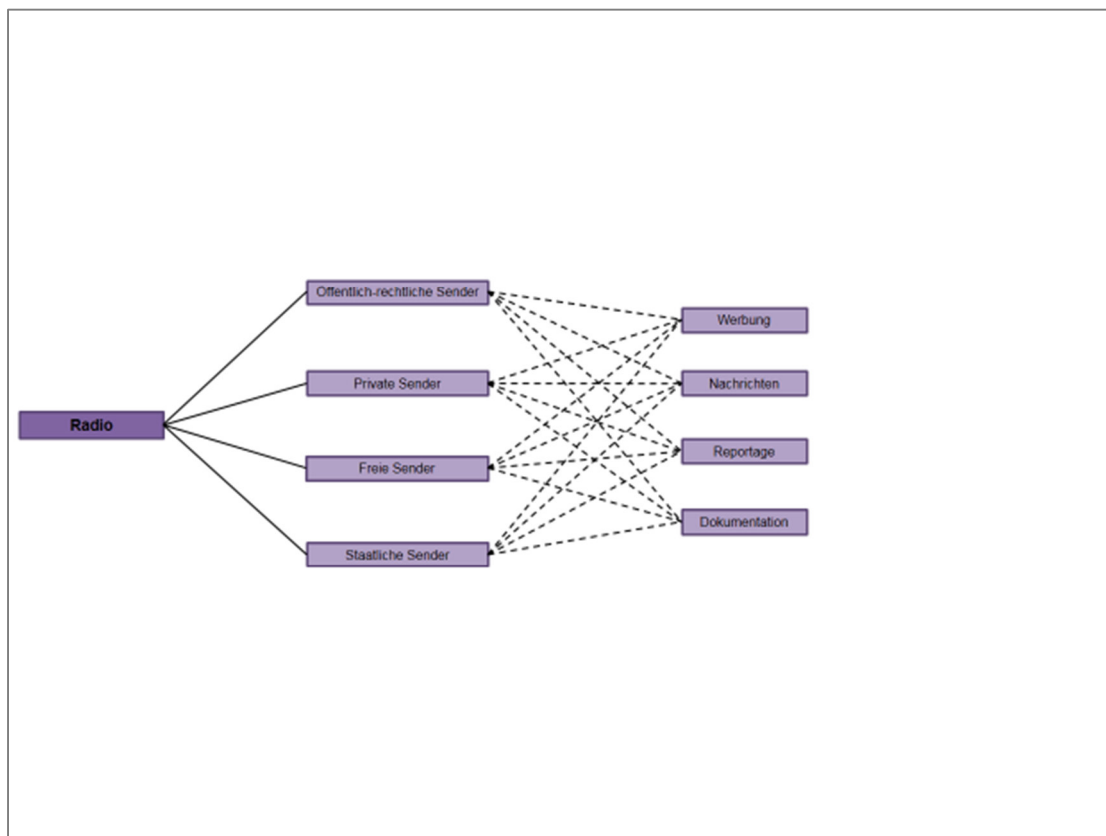 Öffentlich-rechtliche Sender
Werbung
Private Sender
Nachrichten
Radio
Reportage
Freie Sender
Dokumentation
Staatliche Sender